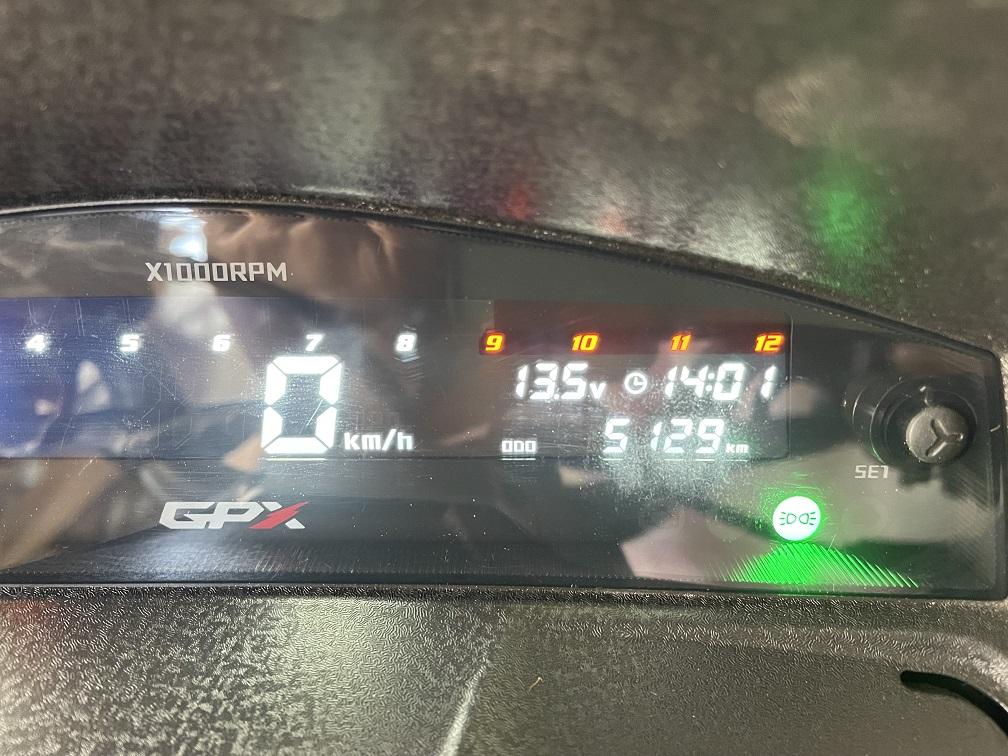 X1000RPM
4 5 6 7 8 9 10 11 12
0 km/h
13.5v 14:01
ODO 5129 km
SET
GPX